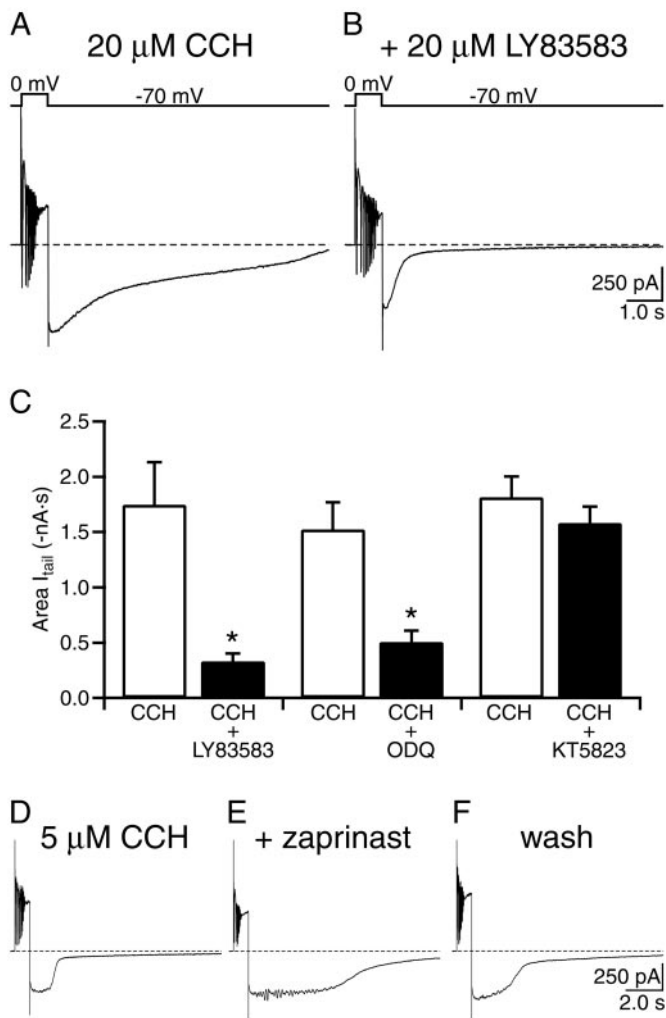 A
20 μM CCH
B
+ 20 μM LY83583
0 mV
-70 mV
0 mV
-70 mV
250 pA
1.0 s
C
2.5
2.0
1.5
1.0
0.5
0.0
Area Itail (-nA·s)
*
*
CCH
CCH + LY83583
CCH
CCH + ODQ
CCH
CCH + KT5823
D
5 μM CCH
E
+ zaprinast
F
wash
250 pA
2.0 s